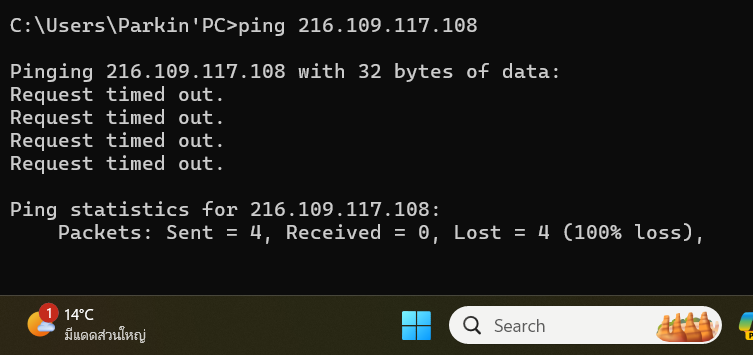 C:\Users\Parkin'PC>ping 216.109.117.108
Pinging 216.109.117.108 with 32 bytes of data:
Request timed out.
Request timed out.
Request timed out.
Request timed out.
Ping statistics for 216.109.117.108:
    Packets: Sent = 4, Received = 0, Lost = 4 (100% loss),
1
14°C
มีแดดส่วนใหญ่
Search